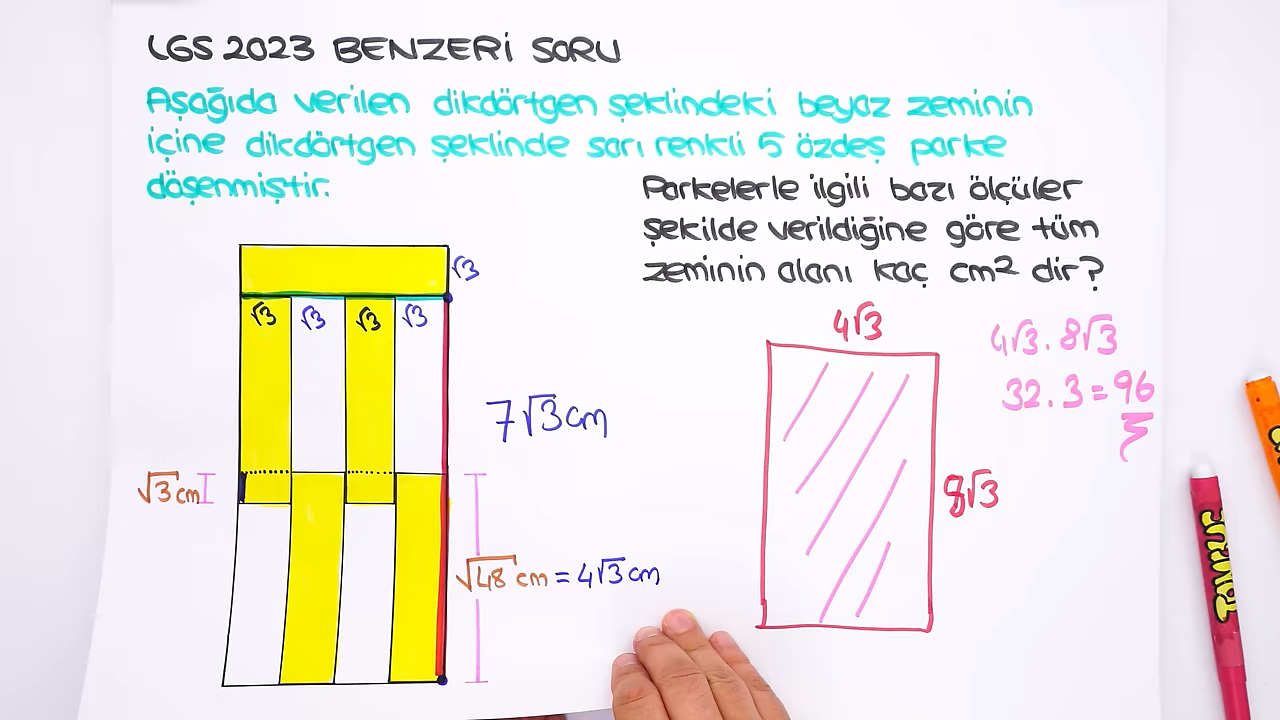 LGS 2023 BENZERİ SORU
Aşağıda verilen dikdörtgen şeklindeki beyaz zeminin
içine dikdörtgen şeklinde sarı renkli 5 özdeş parke
döşenmiştir.
Parkelerle ilgili bazı ölçüler
şekilde verildiğine göre tüm
zeminin alanı kaç cm² dir?
√3
√3 √3 √3 √3
7√3 cm
√3 cm
√48 cm = 4√3 cm
4√3
8√3
4√3 . 8√3
32 . 3 = 96